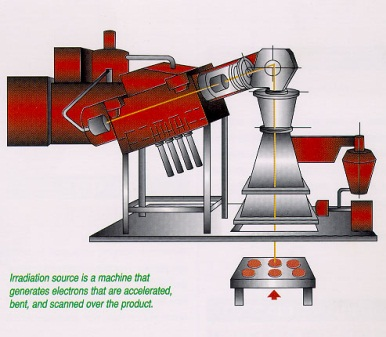 Irradiation source is a machine that
generates electrons that are accelerated,
bent, and scanned over the product.